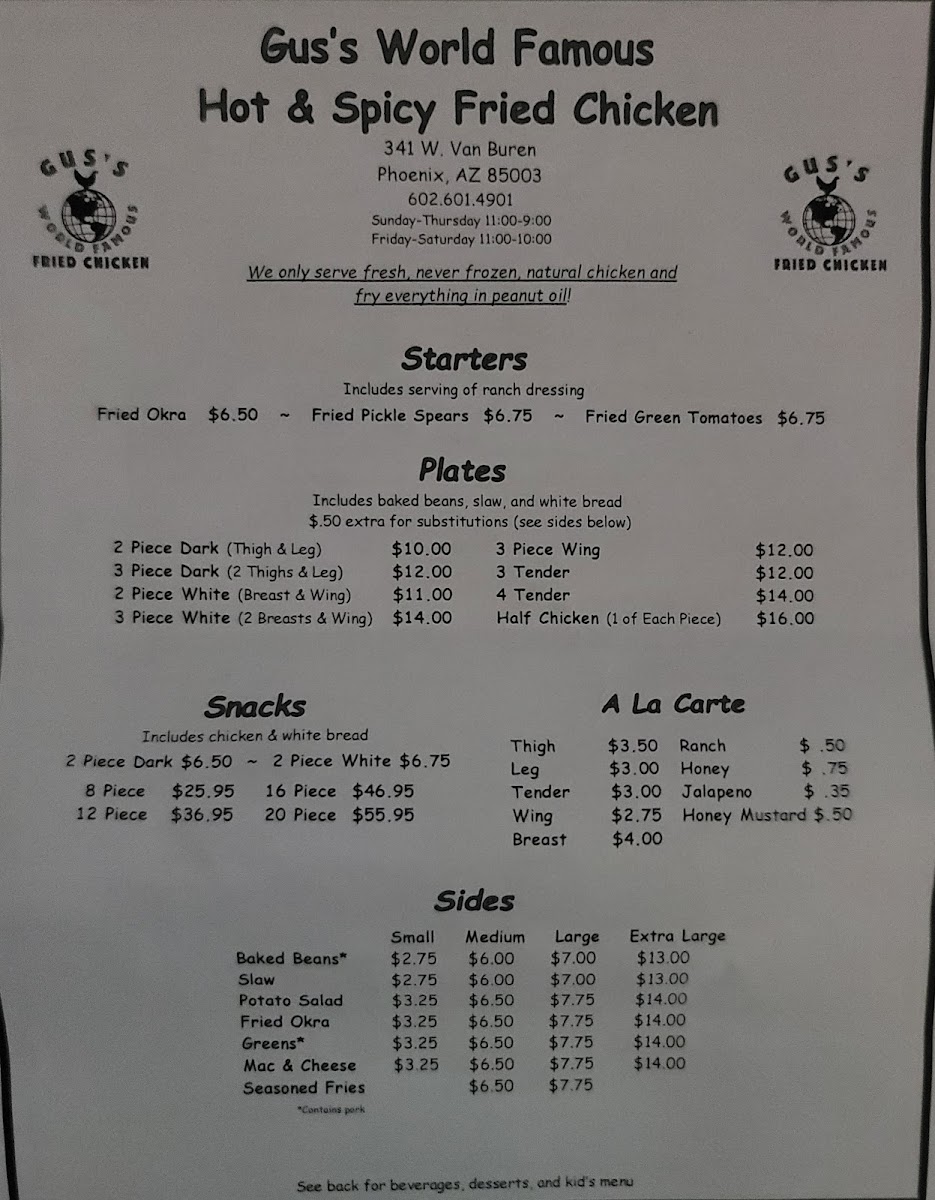 Gus's World Famous
Hot & Spicy Fried Chicken
341 W. Van Buren
Phoenix, AZ 85003
602.601.4901
Sunday-Thursday 11:00-9:00
Friday-Saturday 11:00-10:00
GUS'S
WORLD FAMOUS
FRIED CHICKEN
GUS'S
WORLD FAMOUS
FRIED CHICKEN
We only serve fresh, never frozen, natural chicken and
fry everything in peanut oil!
Starters
Includes serving of ranch dressing
Fried Okra $6.50 ~ Fried Pickle Spears $6.75 ~ Fried Green Tomatoes $6.75
Plates
Includes baked beans, slaw, and white bread
$.50 extra for substitutions (see sides below)
2 Piece Dark (Thigh & Leg) $10.00 3 Piece Wing $12.00
3 Piece Dark (2 Thighs & Leg) $12.00 3 Tender $12.00
2 Piece White (Breast & Wing) $11.00 4 Tender $14.00
3 Piece White (2 Breasts & Wing) $14.00 Half Chicken (1 of Each Piece) $16.00
Snacks
Includes chicken & white bread
2 Piece Dark $6.50 ~ 2 Piece White $6.75
8 Piece $25.95 16 Piece $46.95
12 Piece $36.95 20 Piece $55.95
A La Carte
Thigh $3.50 Ranch $ .50
Leg $3.00 Honey $ .75
Tender $3.00 Jalapeno $ .35
Wing $2.75 Honey Mustard $.50
Breast $4.00
Sides
Small Medium Large Extra Large
Baked Beans* $2.75 $6.00 $7.00 $13.00
Slaw $2.75 $6.00 $7.00 $13.00
Potato Salad $3.25 $6.50 $7.75 $14.00
Fried Okra $3.25 $6.50 $7.75 $14.00
Greens* $3.25 $6.50 $7.75 $14.00
Mac & Cheese $3.25 $6.50 $7.75 $14.00
Seasoned Fries $6.50 $7.75
*Contains pork
See back for beverages, desserts, and kid's menu